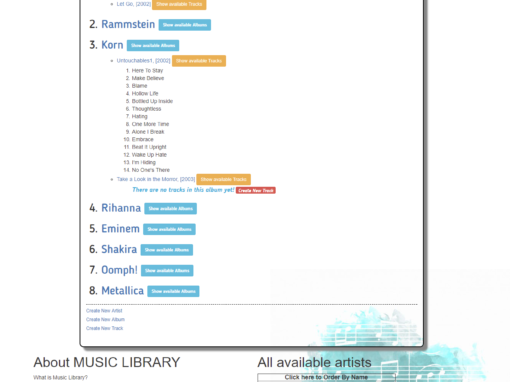 Let Go, [2002] Show available Tracks
2. Rammstein Show available Albums
3. Korn Show available Albums
Untouchables1, [2002] Show available Tracks
1. Here To Stay
2. Make Believe
3. Blame
4. Hollow Life
5. Bottled Up Inside
6. Thoughtless
7. Hating
8. One More Time
9. Alone I Break
10. Embrace
11. Beat It Upright
12. Wake Up Hate
13. I'm Hiding
14. No One's There
Take a Look in the Mirror, [2003] Show available Tracks
There are no tracks in this album yet! Create New Track
4. Rihanna Show available Albums
5. Eminem Show available Albums
6. Shakira Show available Albums
7. Oomph! Show available Albums
8. Metallica Show available Albums
Create New Artist
Create New Album
Create New Track
About MUSIC LIBRARY
What is Music Library?
All available artists
Click here to Order By Name